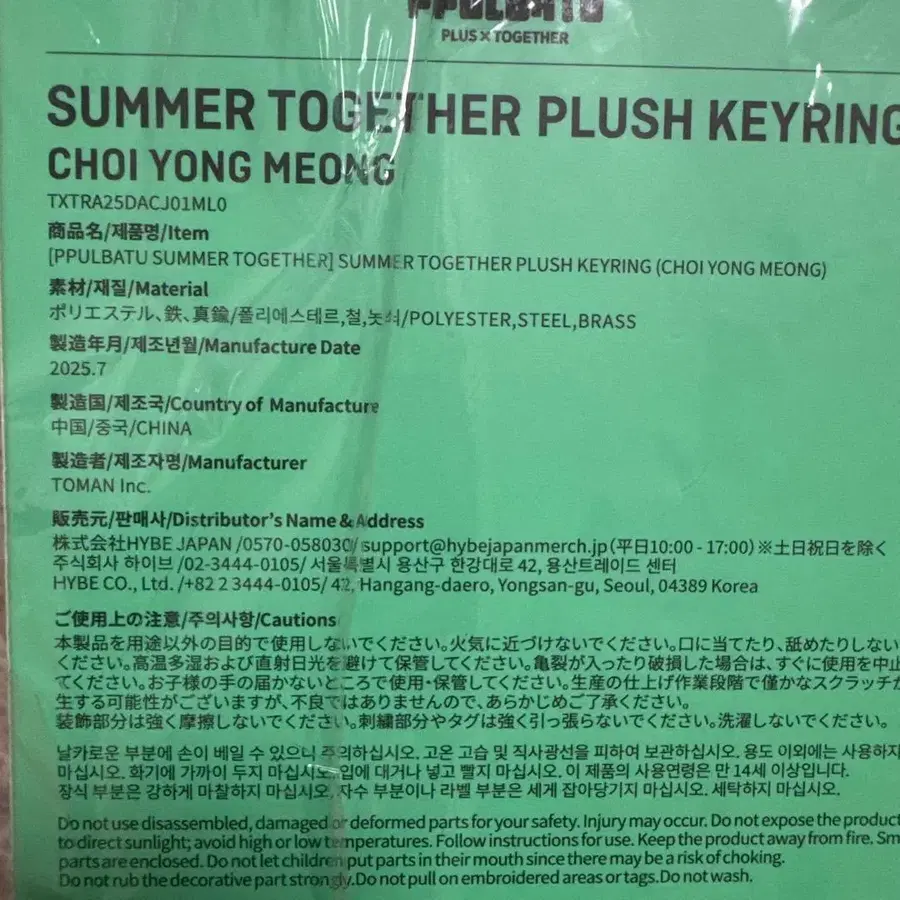 PPULBATU
PLUS×TOGETHER
SUMMER TOGETHER PLUSH KEYRING
CHOI YONG MEONG
TXTRA25DACJ01ML0
商品名/제품명/Item
[PPULBATU SUMMER TOGETHER] SUMMER TOGETHER PLUSH KEYRING (CHOI YONG MEONG)
素材/재질/Material
ポリエステル、鉄、真鍮/폴리에스테르,철,놋쇠/POLYESTER,STEEL,BRASS
製造年月/제조년월/Manufacture Date
2025.7
製造国/제조국/Country of Manufacture
中国/중국/CHINA
製造者/제조자명/Manufacturer
TOMAN Inc.
販売元/판매사/Distributor's Name & Address
株式会社HYBE JAPAN /0570-058030/ support@hybejapanmerch.jp (平日10:00 - 17:00) ※土日祝日を除く
주식회사 하이브 /02-3444-0105/ 서울특별시 용산구 한강대로 42, 용산트레이드 센터
HYBE CO., Ltd. /+82 2 3444-0105/ 42, Hangang-daero, Yongsan-gu, Seoul, 04389 Korea
ご使用上の注意/주의사항/Cautions
本製品を用途以外の目的で使用しないでください。火気に近づけないでください。口に当てたり、舐めたりしない
ください。高温多湿および直射日光を避けて保管してください。亀裂が入ったり破損した場合は、すぐに使用を中止
てください。お子様の手の届かないところで使用・保管してください。生産の仕上げ作業段階で僅かなスクラッチが
生する可能性がございますが、不良ではありませんので、あらかじめご了承ください。
装飾部分は強く摩擦しないでください。刺繍部分やタグは強く引っ張らないでください。洗濯しないでください。
날카로운 부분에 손이 베일 수 있으니 주의하십시오. 고온 고습 및 직사광선을 피하여 보관하십시오. 용도 이외에는 사용하지
마십시오. 화기에 가까이 두지 마십시오. 입에 대거나 넣고 빨지 마십시오. 이 제품의 사용연령은 만 14세 이상입니다.
장식 부분은 강하게 마찰하지 마십시오. 자수 부분이나 라벨 부분은 세게 잡아당기지 마십시오. 세탁하지 마십시오.
Do not use disassembled, damaged or deformed parts for your safety. Injury may occur. Do not expose the product
to direct sunlight; avoid high or low temperatures. Follow instructions for use. Keep the product away from fire. Sm
parts are enclosed. Do not let children put parts in their mouth since there may be a risk of choking.
Do not rub the decorative part strongly. Do not pull on embroidered areas or tags. Do not wash.